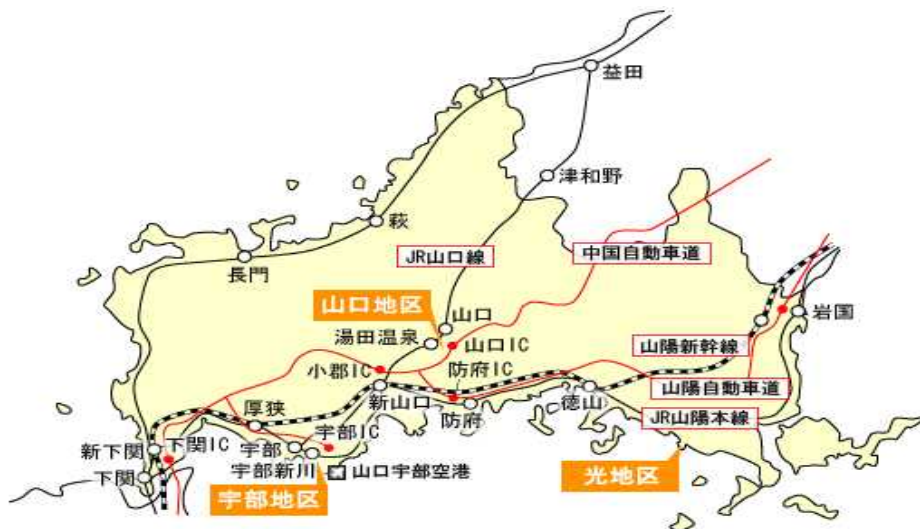 益田
津和野
萩
JR山口線
中国自動車道
長門
山口地区
山口
岩国
湯田温泉
山口IC
山陽新幹線
小郡IC
防府IC
山陽自動車道
新山口
徳山
厚狭
防府
JR山陽本線
宇部IC
新下関
下関IC
宇部
宇部新川
山口宇部空港
光地区
下関
宇部地区